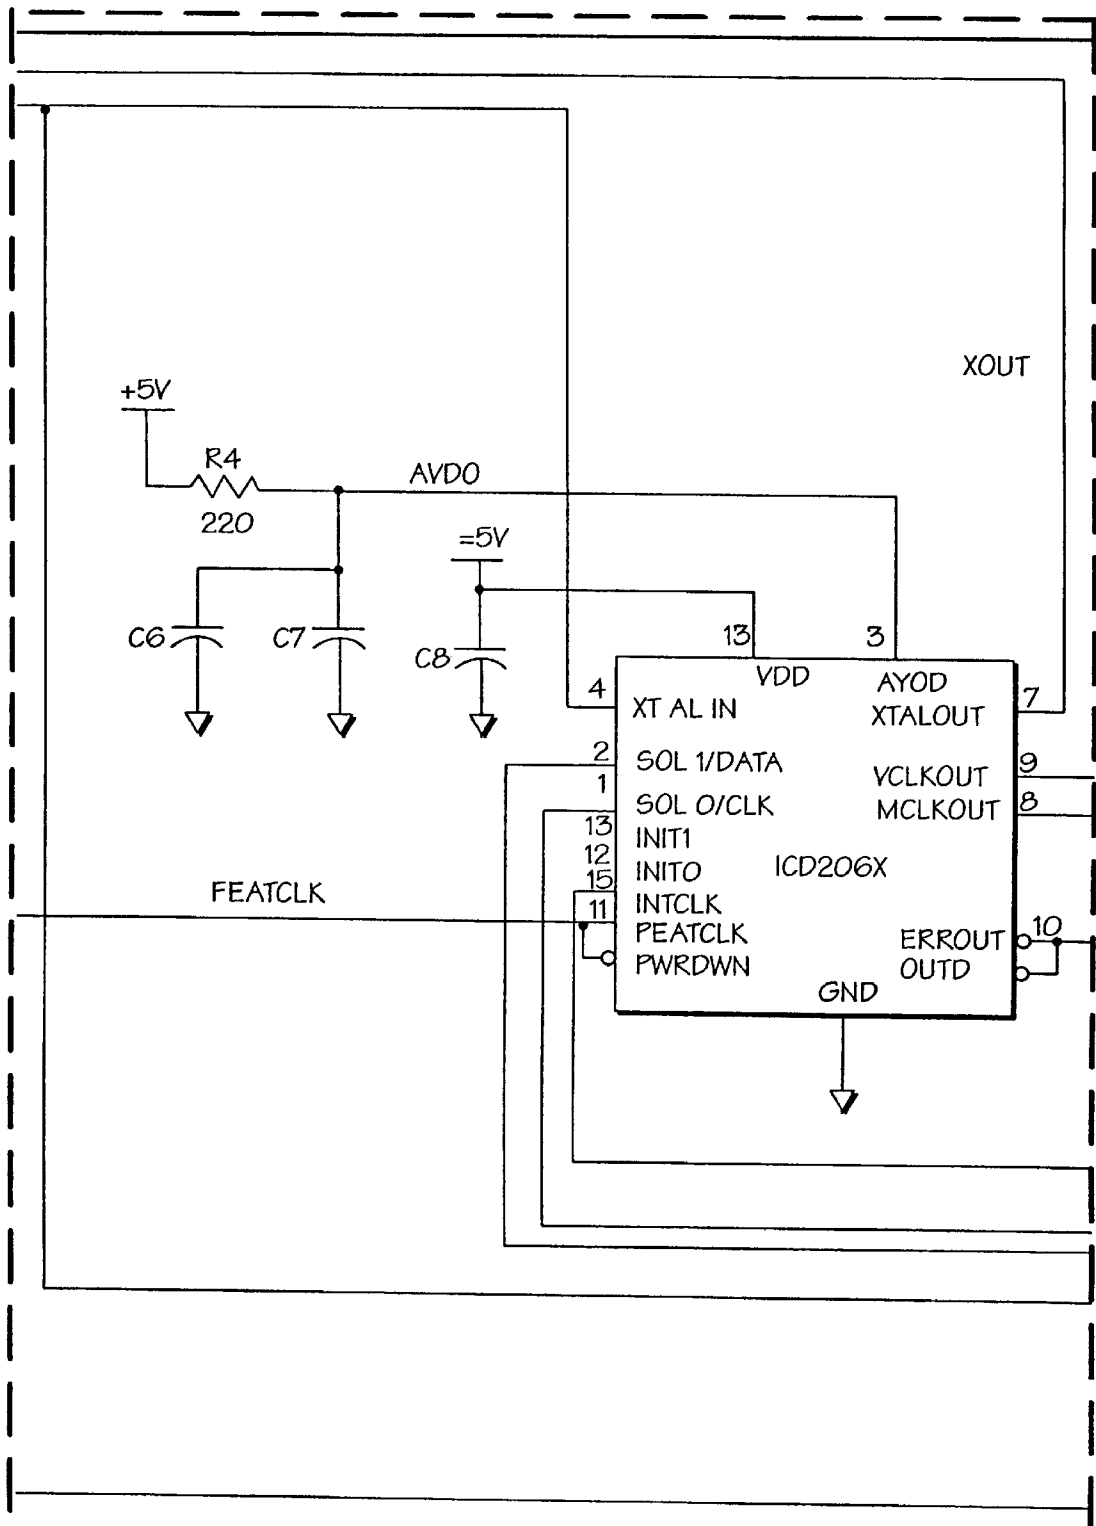 XOUT
+5V
R4
AVDO
220
=5V
C6
C7
C8
13
3
VDD
AYOD
4
XT AL IN
XTALOUT
7
2
SOL 1/DATA
VCLKOUT
9
1
SOL O/CLK
MCLKOUT
8
13
INIT1
12
INITO
ICD206X
15
INTCLK
FEATCLK
11
PEATCLK
ERROUT
10
PWRDWN
OUTD
GND